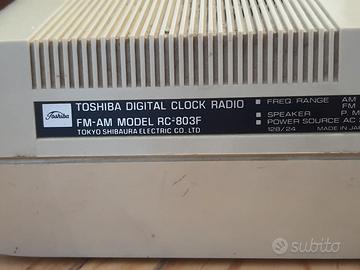 Toshiba
TOSHIBA DIGITAL CLOCK RADIO
FM-AM MODEL RC-803F
TOKYO SHIBAURA ELECTRIC CO., LTD
FREQ. RANGE AM
FM
SPEAKER P. M
POWER SOURCE AC
128/24 MADE IN JA
subito